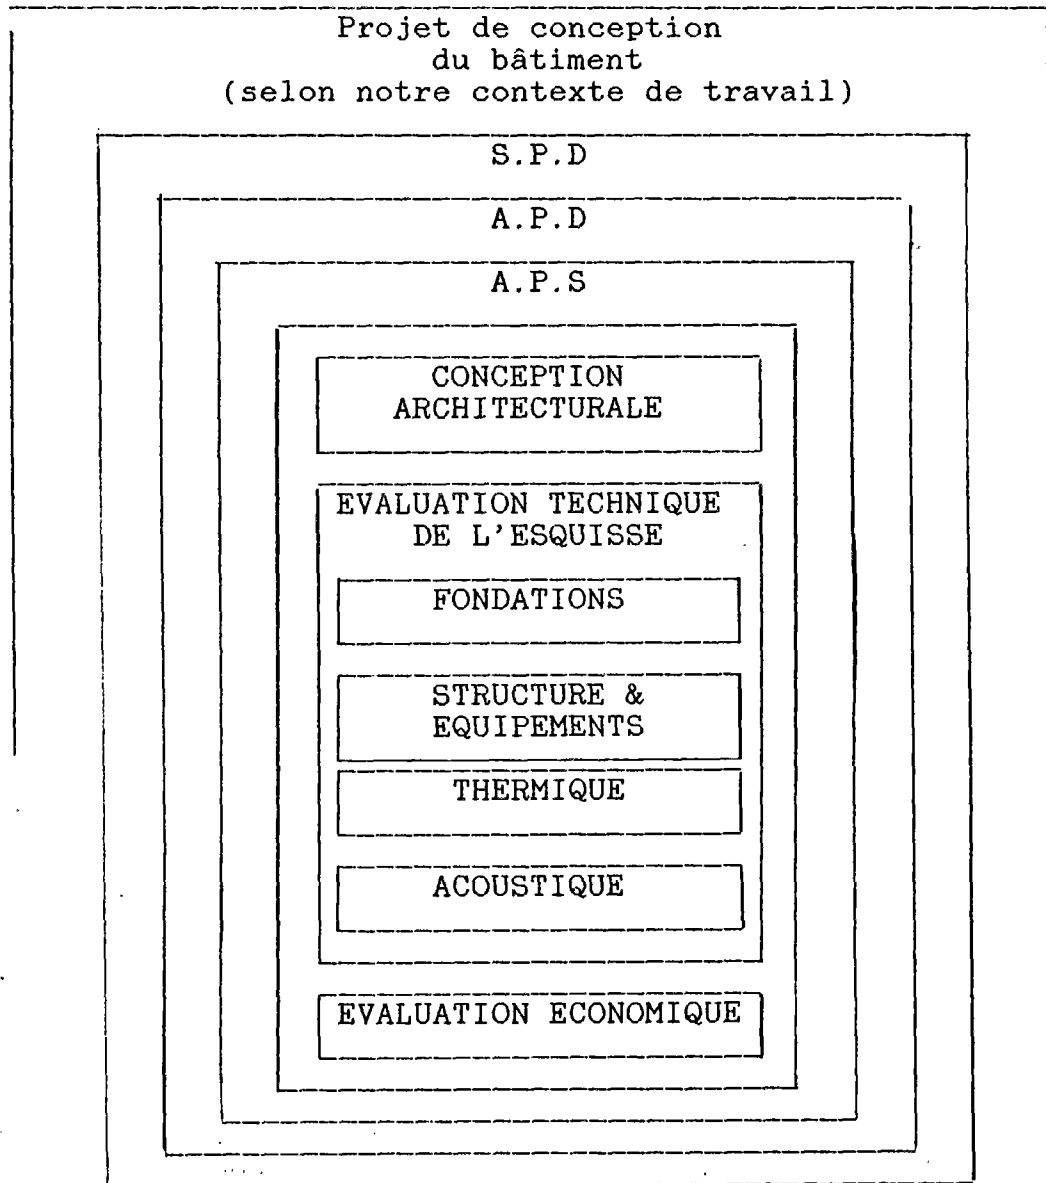 Projet de conception
du bâtiment
(selon notre contexte de travail)
S.P.D
A.P.D
A.P.S
CONCEPTION
ARCHITECTURALE
EVALUATION TECHNIQUE
DE L'ESQUISSE
FONDATIONS
STRUCTURE &
EQUIPEMENTS
THERMIQUE
ACOUSTIQUE
EVALUATION ECONOMIQUE